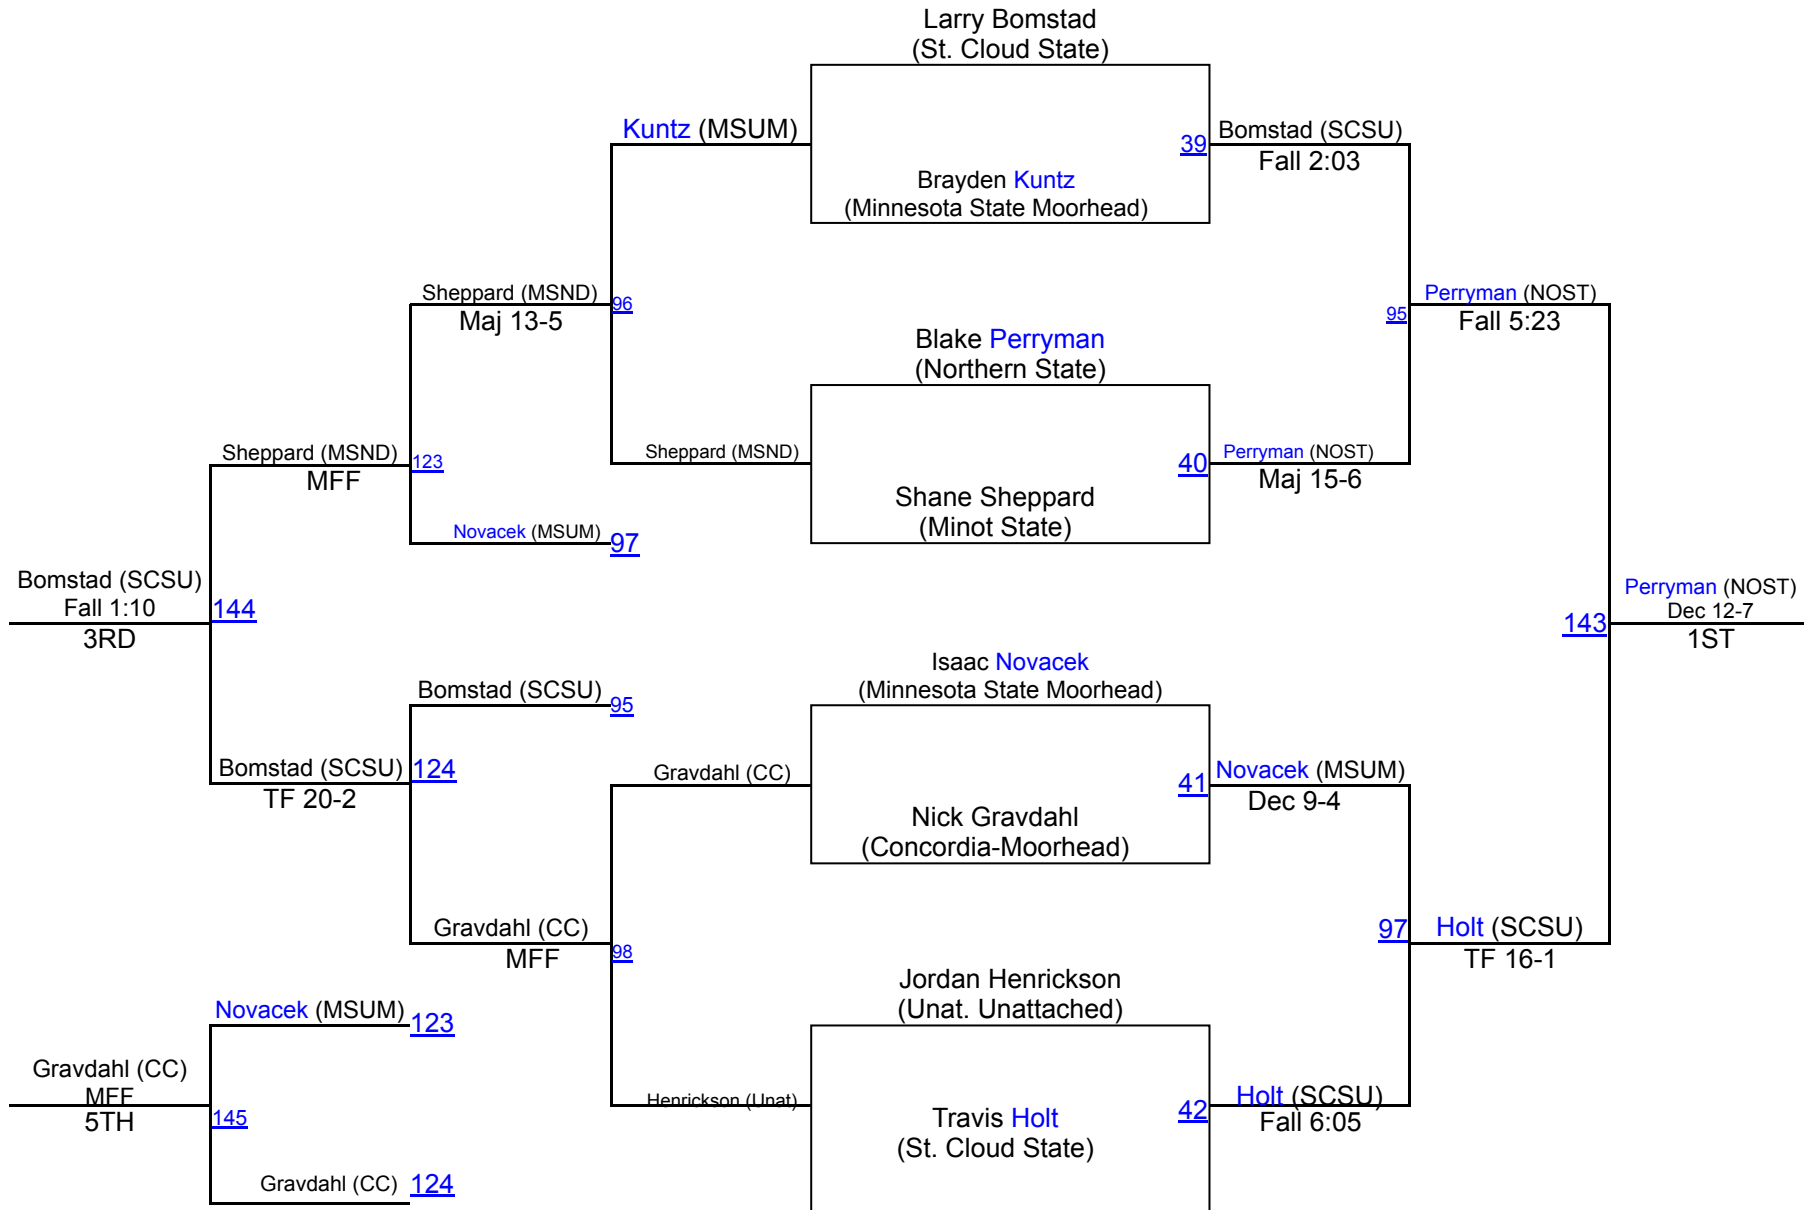 Larry Bomstad
(St. Cloud State)
Kuntz (MSUM)
39
Bomstad (SCSU)
Fall 2:03
Brayden Kuntz
(Minnesota State Moorhead)
Sheppard (MSND)
Maj 13-5
96
95
Perryman (NOST)
Fall 5:23
Blake Perryman
(Northern State)
Sheppard (MSND)
MFF
123
Sheppard (MSND)
40
Perryman (NOST)
Maj 15-6
Shane Sheppard
(Minot State)
Novacek (MSUM)
97
Bomstad (SCSU)
Fall 1:10
3RD
144
143
Perryman (NOST)
Dec 12-7
1ST
Isaac Novacek
(Minnesota State Moorhead)
Bomstad (SCSU)
95
Bomstad (SCSU)
TF 20-2
124
Gravdahl (CC)
41
Novacek (MSUM)
Dec 9-4
Nick Gravdahl
(Concordia-Moorhead)
Gravdahl (CC)
MFF
98
97
Holt (SCSU)
TF 16-1
Jordan Henrickson
(Unat. Unattached)
Novacek (MSUM)
123
Gravdahl (CC)
MFF
5TH
145
Henrickson (Unat)
42
Holt (SCSU)
Fall 6:05
Travis Holt
(St. Cloud State)
Gravdahl (CC)
124